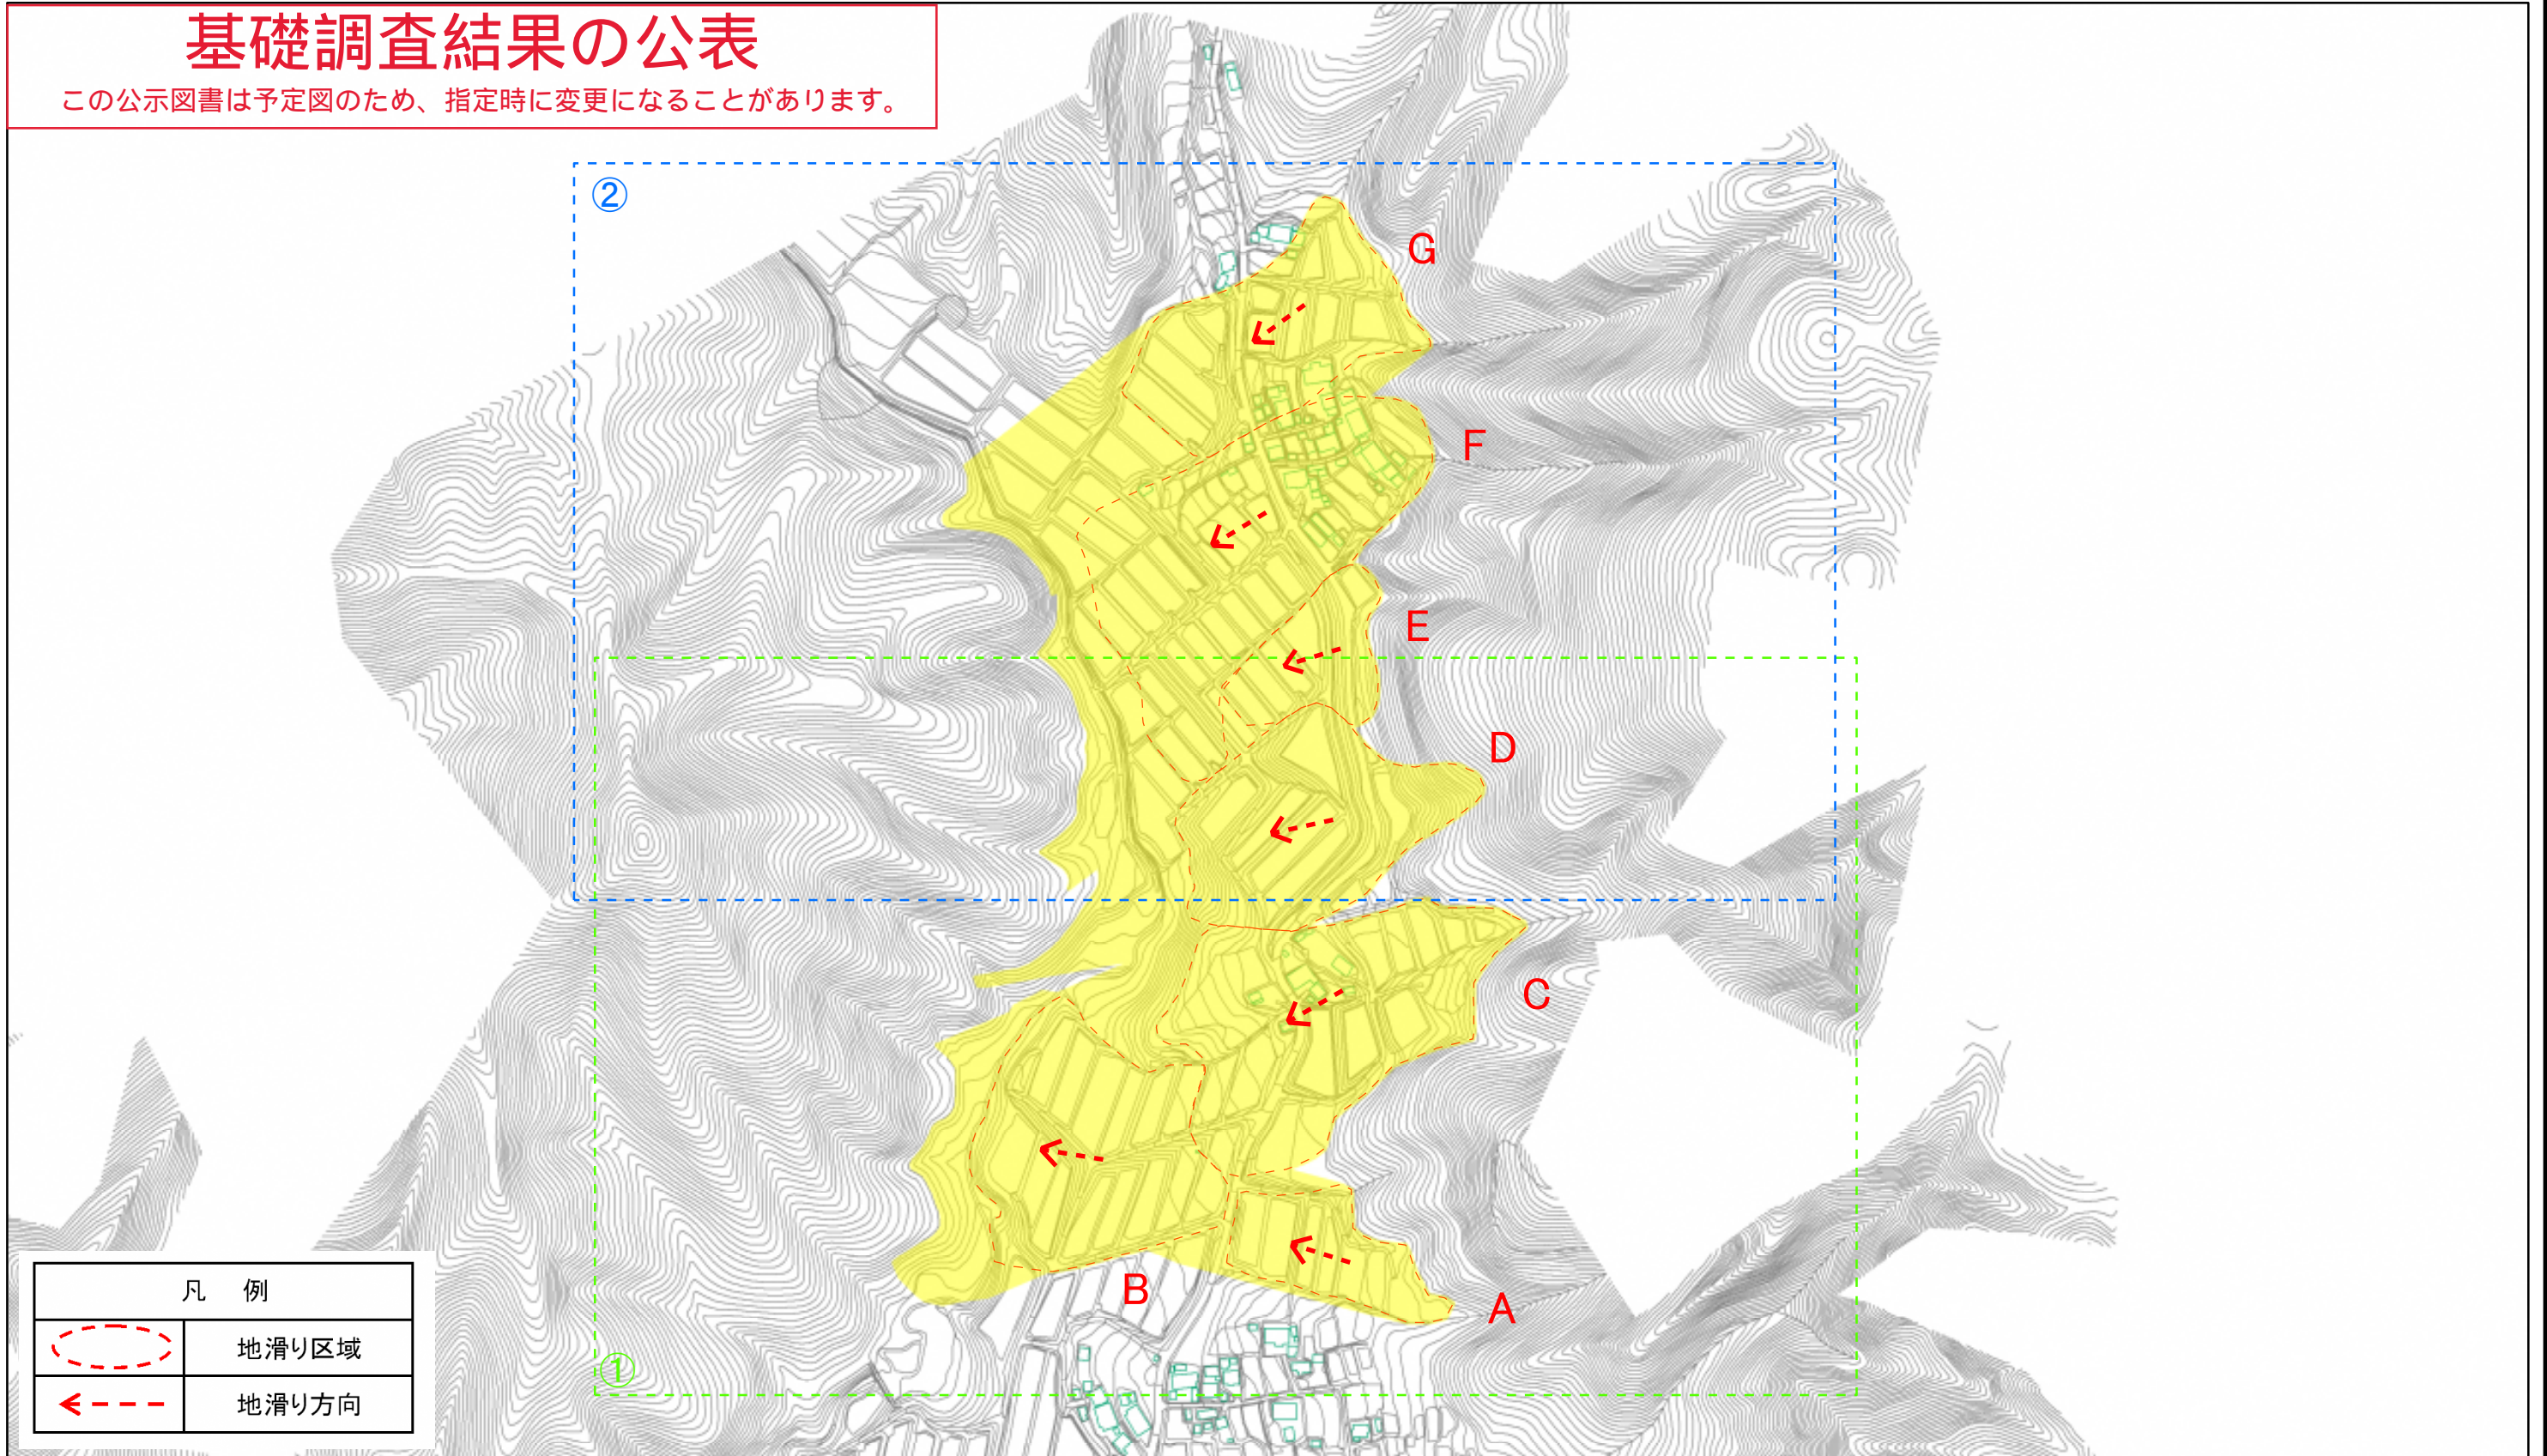 基礎調査結果の公表
この公示図書は予定図のため、指定時に変更になることがあります。
②
G
F
E
D
C
B
A
①
凡 例
地滑り区域
地滑り方向